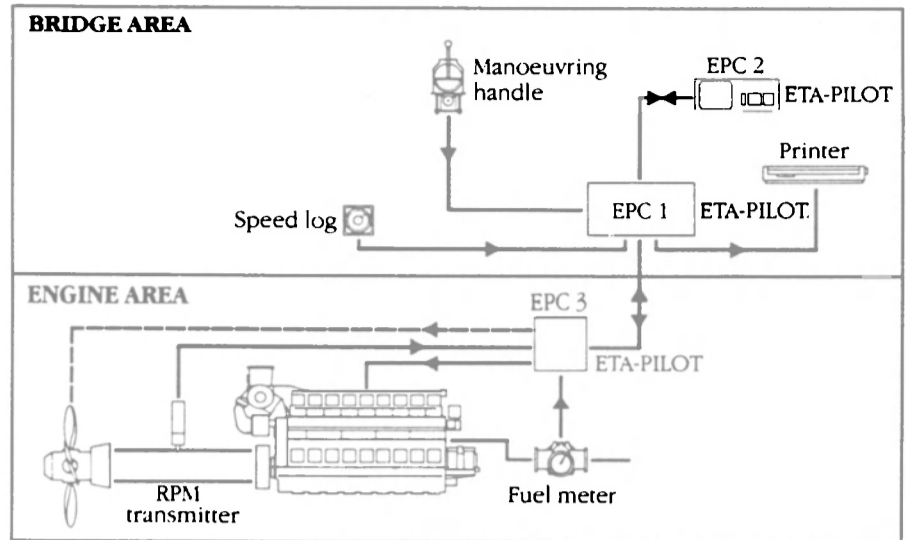 BRIDGE AREA
Manoeuvring
handle
EPC 2
ETA-PILOT
Printer
EPC 1
ETA-PILOT.
Speed log
ENGINE AREA
EPC 3
ETA-PILOT
RPM
transmitter
Fuel meter